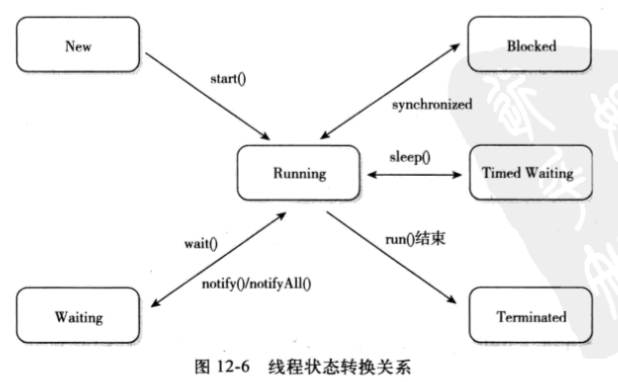 New
Blocked
start()
synchronized
Running
sleep()
Timed Waiting
wait()
run()结束
notify()/notifyAll()
Waiting
Terminated
图 12-6 线程状态转换关系